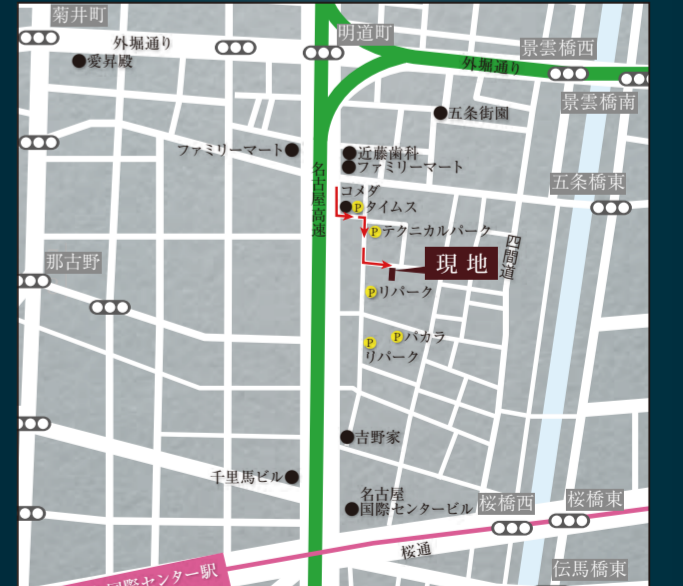 菊井町
明道町
外堀通り
景雲橋西
愛昇殿
外堀通り
景雲橋南
五条街園
ファミリーマート
近藤歯科
ファミリーマート
名古屋高速
五条橋東
コメダ
P タイムス
P テクニカルパーク
四間道
那古野
現地
P リパーク
P パカラ
P
リパーク
吉野家
千里馬ビル
名古屋
国際センタービル
桜橋西
桜橋東
桜通
国際センター駅
伝馬橋東